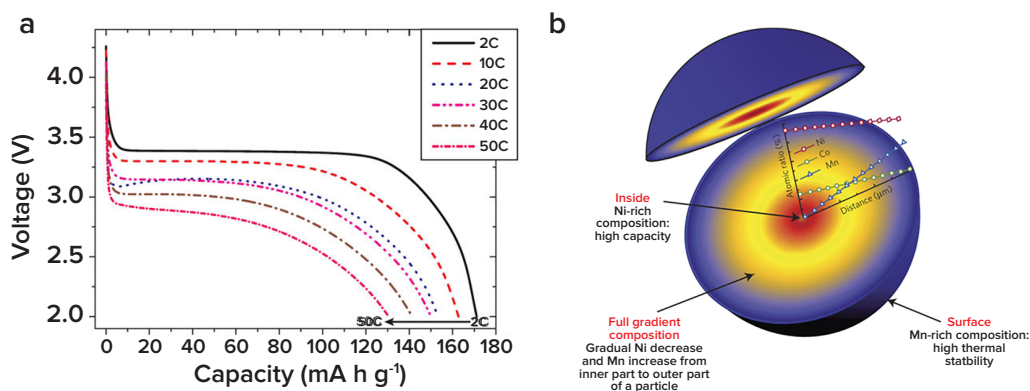 a
Voltage (V)
4.0
3.5
3.0
2.5
2.0
2C
10C
20C
30C
40C
50C
50C
2C
0
20
40
60
80
100
120
140
160
180
Capacity (mA h g⁻¹)
b
Atomic ratio (%)
Ni
Co
Mn
Distance (μm)
Inside
Ni-rich
composition:
high capacity
Full gradient
composition
Gradual Ni decrease
and Mn increase from
inner part to outer part
of a particle
Surface
Mn-rich composition:
high thermal
statbility